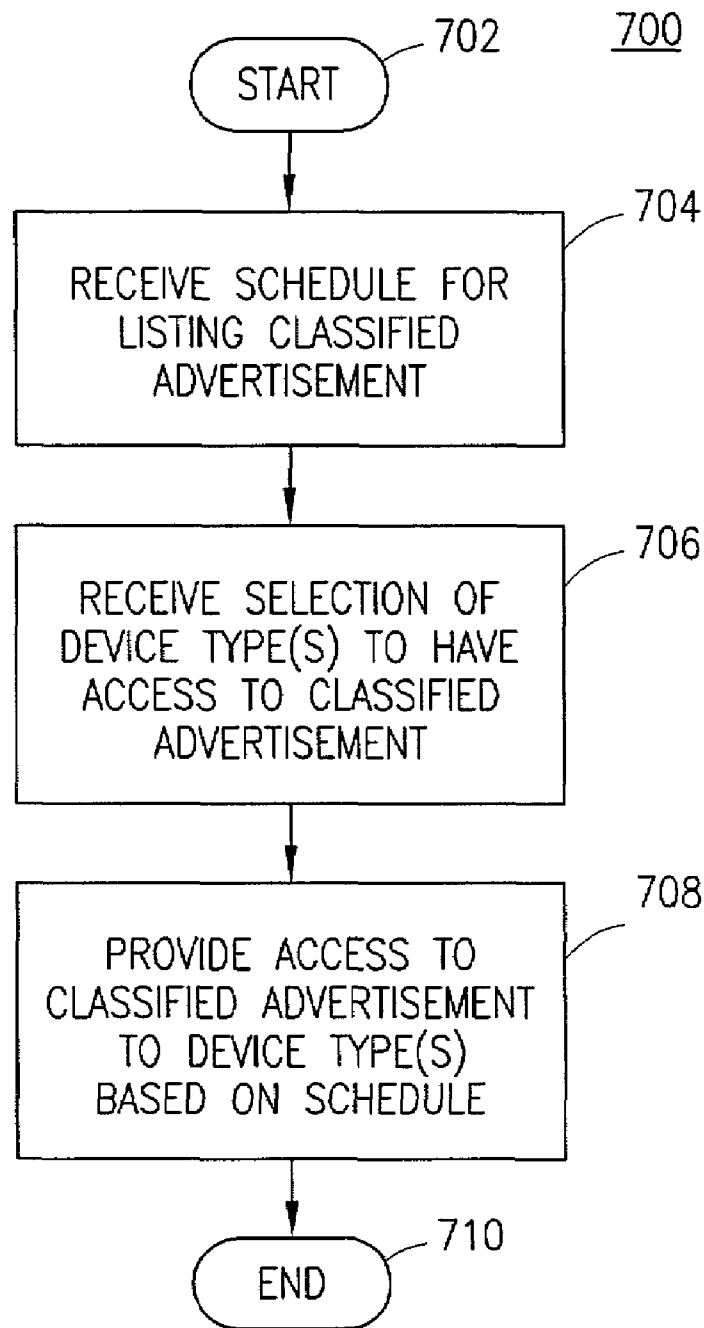 702
700
START
704
RECEIVE SCHEDULE FOR
LISTING CLASSIFIED
ADVERTISEMENT
706
RECEIVE SELECTION OF
DEVICE TYPE(S) TO HAVE
ACCESS TO CLASSIFIED
ADVERTISEMENT
708
PROVIDE ACCESS TO
CLASSIFIED ADVERTISEMENT
TO DEVICE TYPE(S)
BASED ON SCHEDULE
710
END